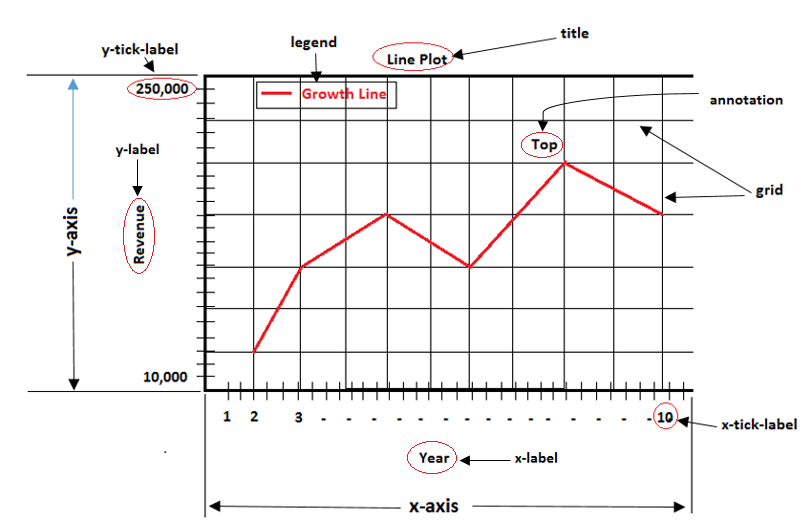 title
legend
y-tick-label
Line Plot
250,000
Growth Line
annotation
Top
y-label
grid
Revenue
y-axis
10,000
1 2 3 - - - - - - - - - - - - - - 10
x-tick-label
Year
x-label
x-axis